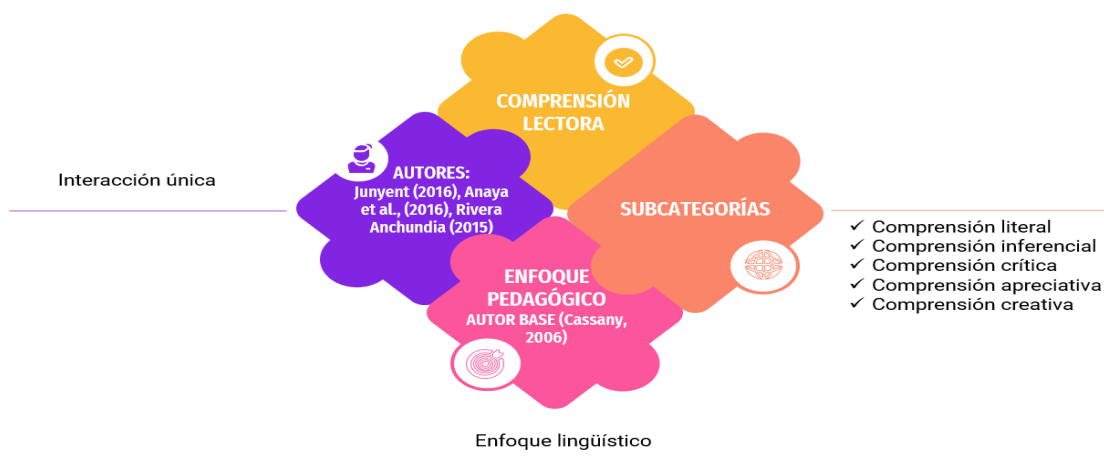 COMPRENSIÓN
LECTORA
Interacción única
AUTORES:
Junyent (2016), Anaya
et al., (2016), Rivera
Anchundia (2015)
SUBCATEGORÍAS
✓ Comprensión literal
✓ Comprensión inferencial
✓ Comprensión crítica
✓ Comprensión apreciativa
✓ Comprensión creativa
ENFOQUE
PEDAGÓGICO
AUTOR BASE (Cassany,
2006)
Enfoque lingüístico